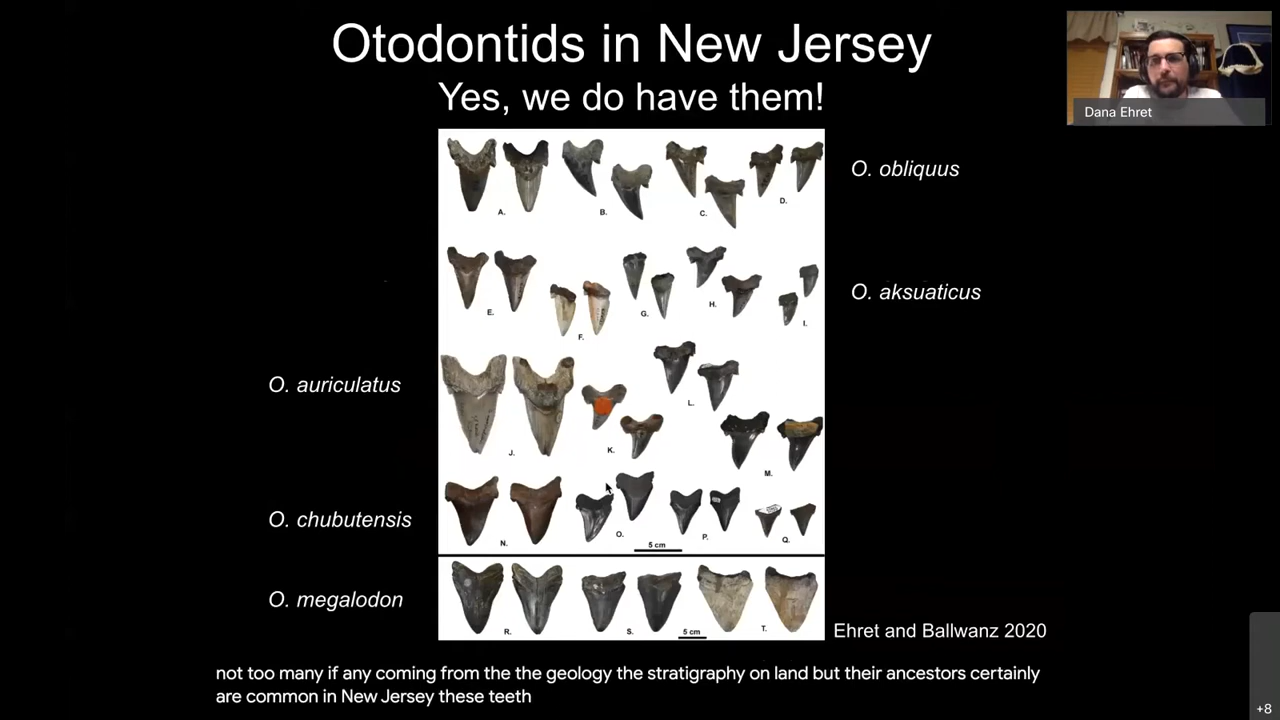 Otodontids in New Jersey
Yes, we do have them!
Dana Ehret
O. obliquus
A.
B.
C.
D.
O. aksuaticus
E.
F.
G.
H.
I.
O. auriculatus
J.
K.
L.
M.
O. chubutensis
N.
O.
P.
Q.
5 cm
O. megalodon
R.
S.
5 cm
T.
Ehret and Ballwanz 2020
not too many if any coming from the the geology the stratigraphy on land but their ancestors certainly
are common in New Jersey these teeth
+8